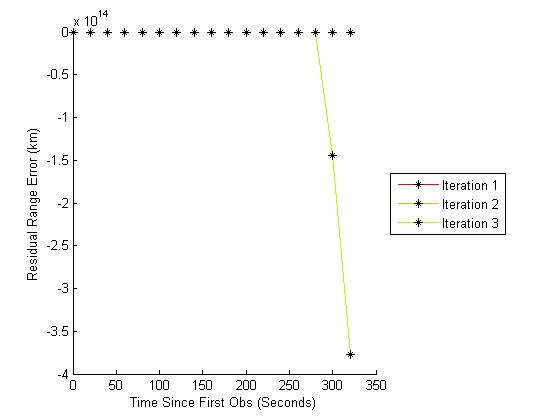 x 10^14
0
-0.5
-1
-1.5
-2
-2.5
-3
-3.5
-4
Residual Range Error (km)
0 50 100 150 200 250 300 350
Time Since First Obs (Seconds)
Iteration 1
Iteration 2
Iteration 3